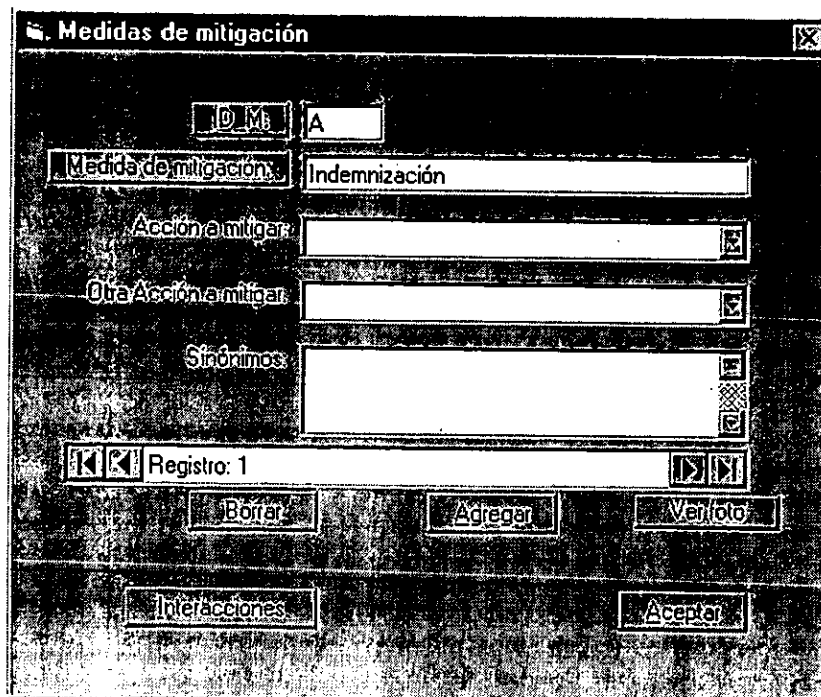 Medidas de mitigación
ID_M: A
Medida de mitigación: Indemnización
Acción a mitigar:
Otra Acción a mitigar:
Sinónimos:
Registro: 1
Borrar Agregar Ver foto
Interacciones Aceptar